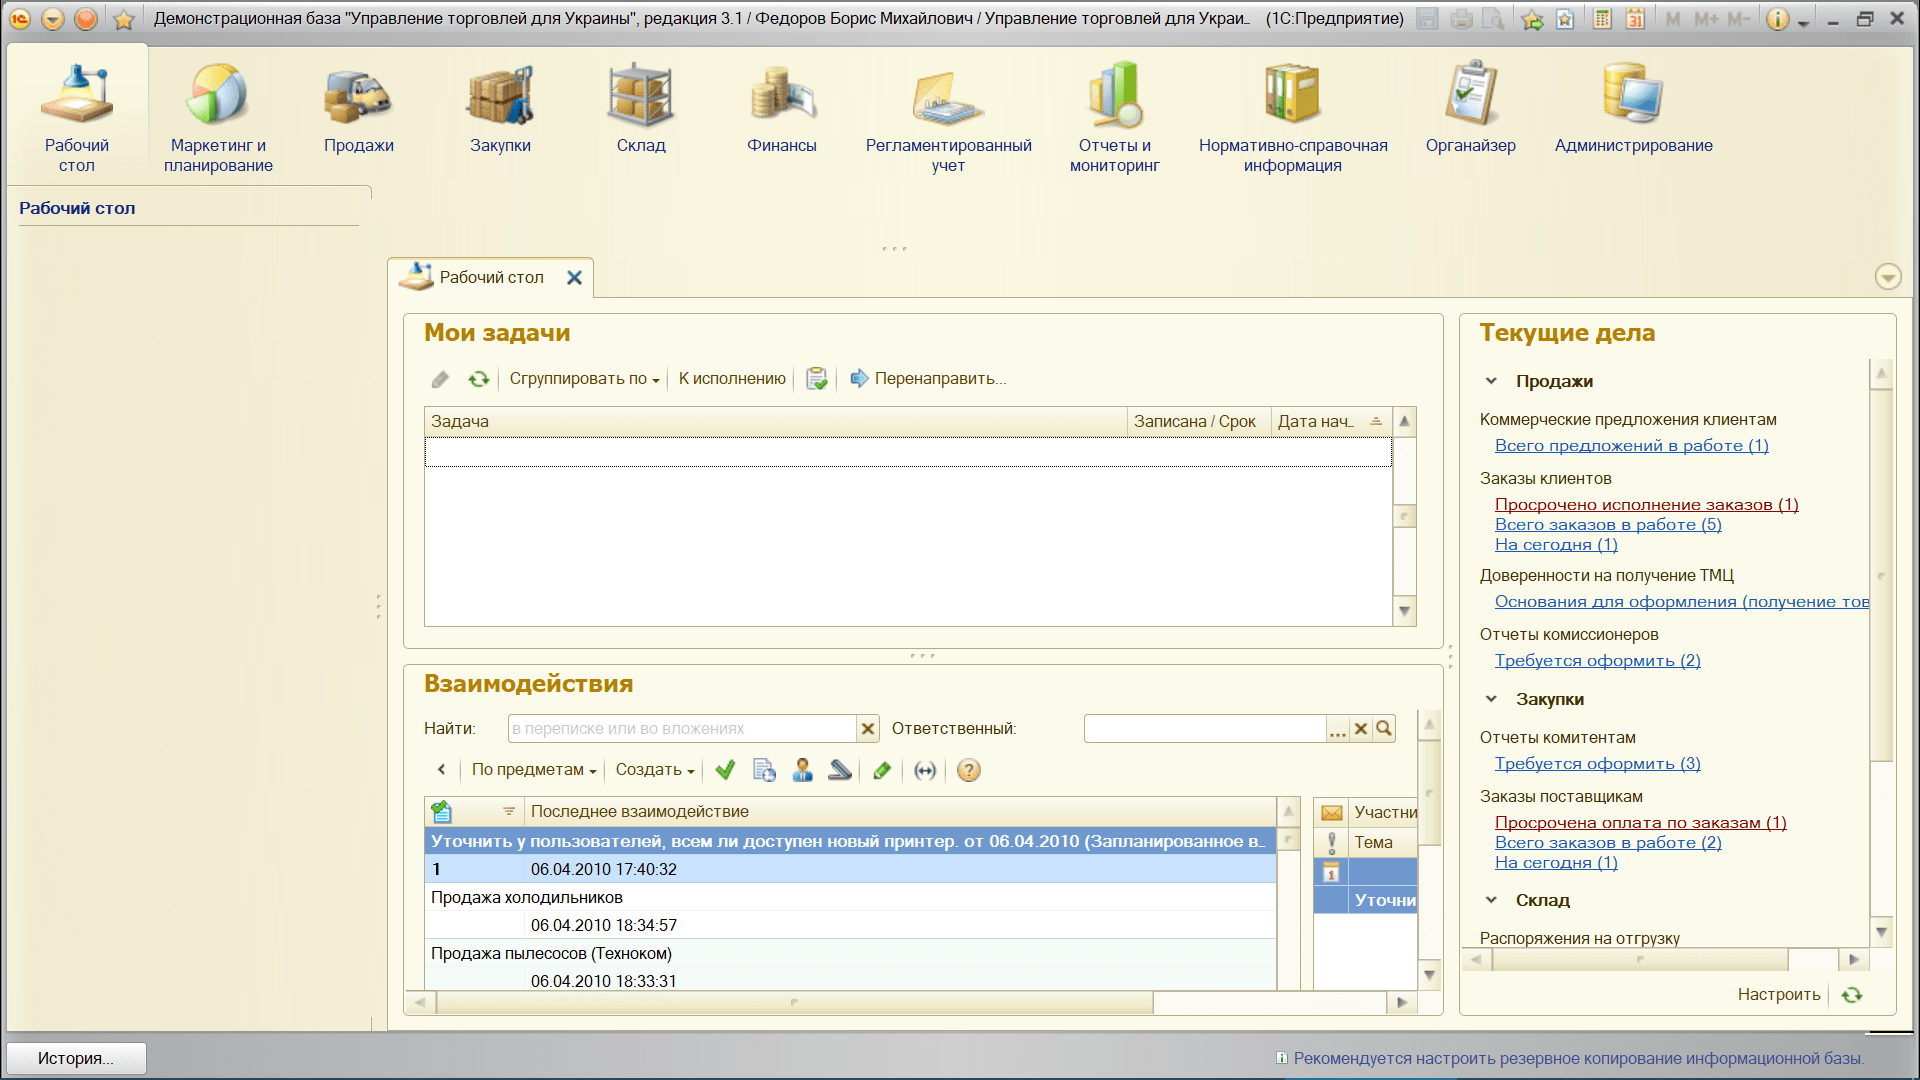 Демонстрационная база "Управление торговлей для Украины", редакция 3.1 / Федоров Борис Михайлович / Управление торговлей для Украи... (1С:Предприятие)
M M+ M-
Рабочий стол
Маркетинг и планирование
Продажи
Закупки
Склад
Финансы
Регламентированный учет
Отчеты и мониторинг
Нормативно-справочная информация
Органайзер
Администрирование
Рабочий стол
Рабочий стол
Мои задачи
Сгруппировать по
К исполнению
Перенаправить...
Задача Записана / Срок Дата нач...
Взаимодействия
Найти: в переписке или во вложениях Ответственный:
По предметам Создать
Последнее взаимодействие
Уточнить у пользователей, всем ли доступен новый принтер. от 06.04.2010 (Запланированное в...
1 06.04.2010 17:40:32
Продажа холодильников
06.04.2010 18:34:57
Продажа пылесосов (Техноком)
06.04.2010 18:33:31
Участни
Тема
Уточни
Текущие дела
Продажи
Коммерческие предложения клиентам
Всего предложений в работе (1)
Заказы клиентов
Просрочено исполнение заказов (1)
Всего заказов в работе (5)
На сегодня (1)
Доверенности на получение ТМЦ
Основания для оформления (получение тов
Отчеты комиссионеров
Требуется оформить (2)
Закупки
Отчеты комитентам
Требуется оформить (3)
Заказы поставщикам
Просрочена оплата по заказам (1)
Всего заказов в работе (2)
На сегодня (1)
Склад
Распоряжения на отгрузку
Настроить
История...
Рекомендуется настроить резервное копирование информационной базы.